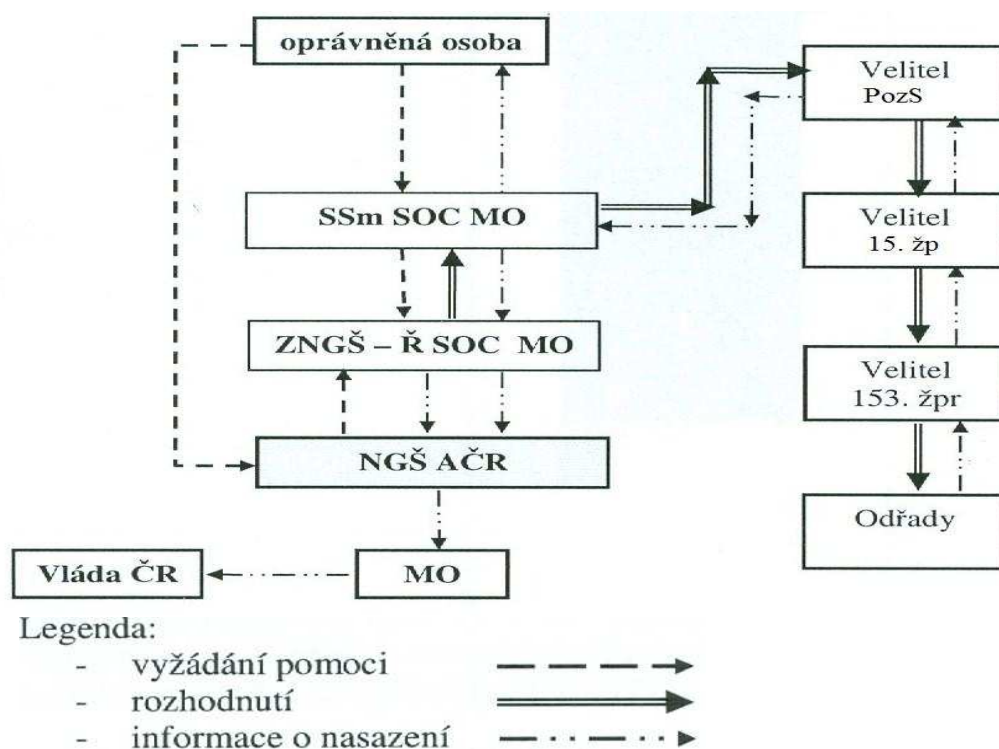 oprávněná osoba
SSm SOC MO
ZNGŠ – Ř SOC MO
NGŠ AČR
MO
Vláda ČR
Velitel
PozS
Velitel
15. žp
Velitel
153. žpr
Odřady
Legenda:
- vyžádání pomoci
- rozhodnutí
- informace o nasazení